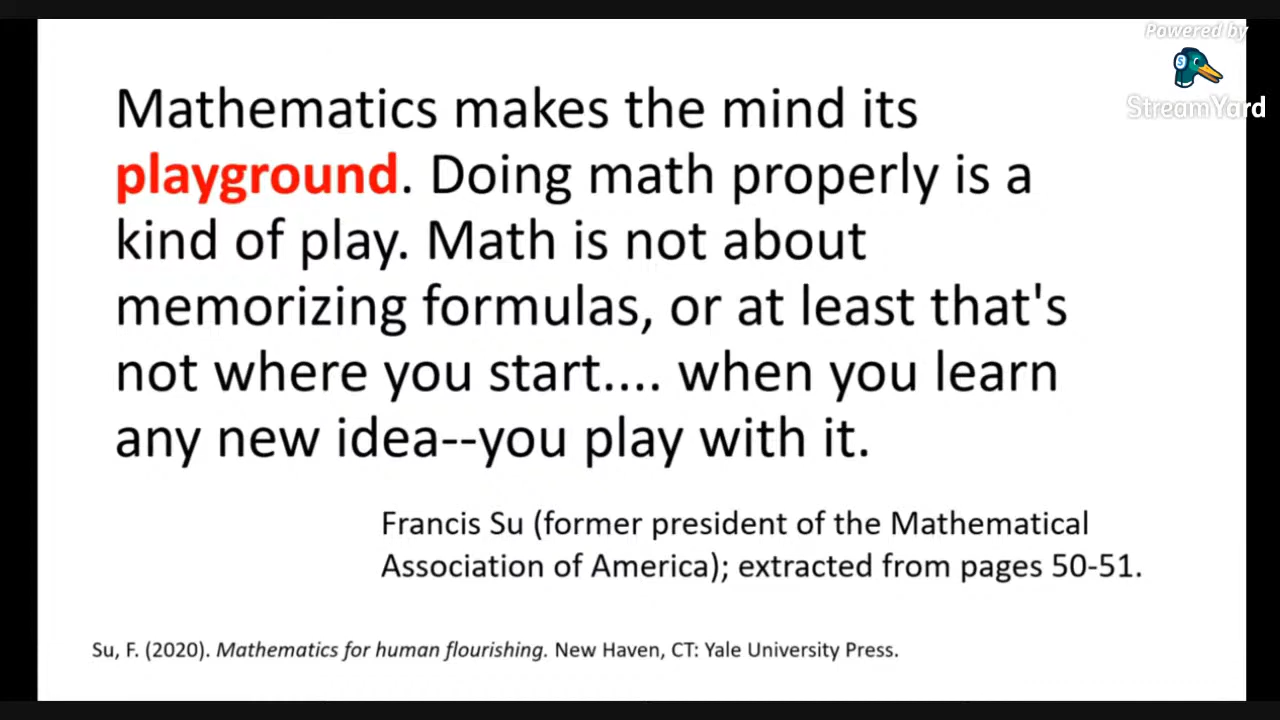 Powered by
StreamYard
Mathematics makes the mind its
playground. Doing math properly is a
kind of play. Math is not about
memorizing formulas, or at least that's
not where you start.... when you learn
any new idea--you play with it.
Francis Su (former president of the Mathematical
Association of America); extracted from pages 50-51.
Su, F. (2020). Mathematics for human flourishing. New Haven, CT: Yale University Press.